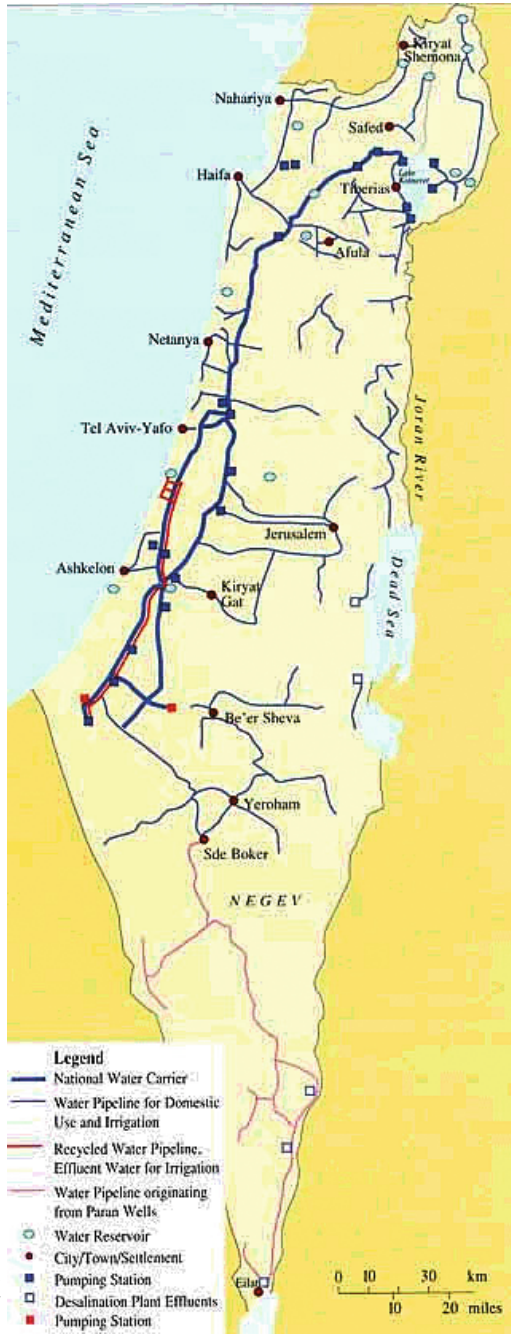 Kiryat
Shemona
Nahariya
Safed
Haifa
Lake
Tiberias
Afula
Mediterranean Sea
Netanya
Tel Aviv-Yafo
Joran River
Jerusalem
Ashkelon
Kiryat
Gat
Dead Sea
Be'er Sheva
Yeroham
Sde Boker
NEGEV
Legend
National Water Carrier
Water Pipeline for Domestic
Use and Irrigation
Recycled Water Pipeline,
Effluent Water for Irrigation
Water Pipeline originating
from Paran Wells
Water Reservoir
City/Town/Settlement
Pumping Station
Desalination Plant Effluents
Pumping Station
Eilat
0 10 30 km
10 20 miles